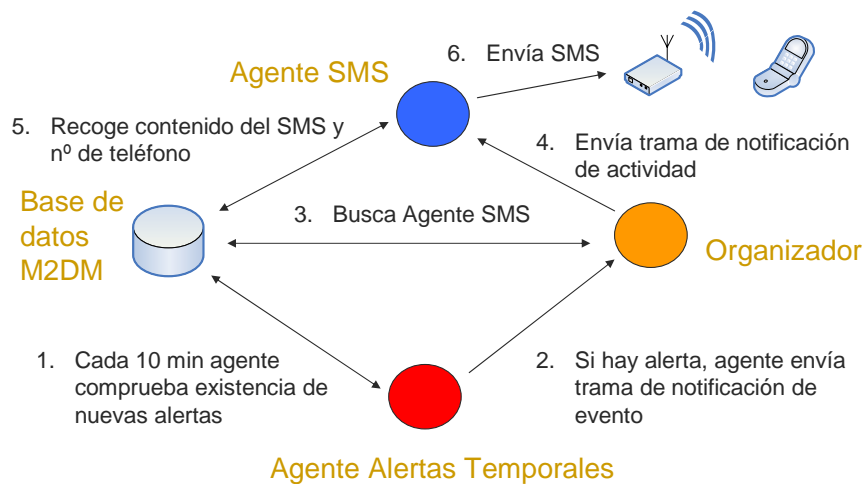 6. Envía SMS
Agente SMS
5. Recoge contenido del SMS y
nº de teléfono
4. Envía trama de notificación
de actividad
Base de
datos
M2DM
3. Busca Agente SMS
Organizador
1. Cada 10 min agente
comprueba existencia de
nuevas alertas
2. Si hay alerta, agente envía
trama de notificación de
evento
Agente Alertas Temporales